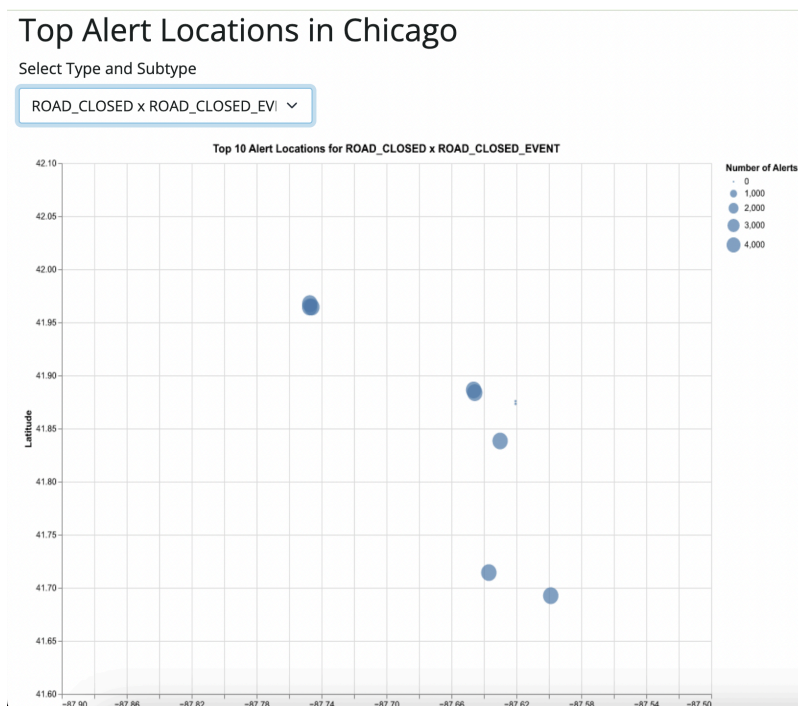 Top Alert Locations in Chicago
Select Type and Subtype
ROAD_CLOSED x ROAD_CLOSED_EV
Top 10 Alert Locations for ROAD_CLOSED x ROAD_CLOSED_EVENT
Number of Alerts
0
1,000
2,000
3,000
4,000
42.10
42.05
42.00
41.95
41.90
41.85
41.80
41.75
41.70
41.65
41.60
Latitude
−87.90 −87.86 −87.82 −87.78 −87.74 −87.70 −87.66 −87.62 −87.58 −87.54 −87.50